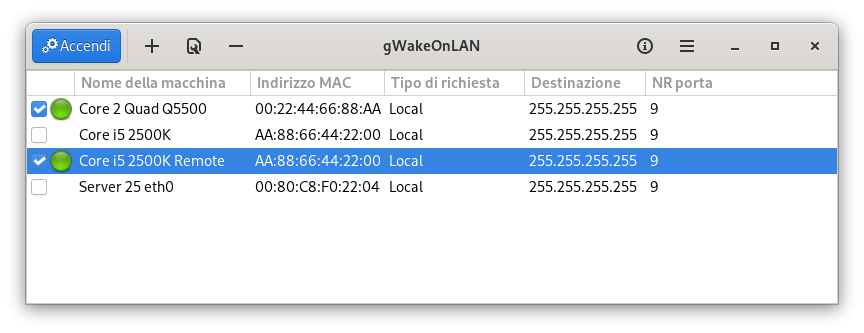 Accendi gWakeOnLAN
Nome della macchina Indirizzo MAC Tipo di richiesta Destinazione NR porta
Core 2 Quad Q5500 00:22:44:66:88:AA Local 255.255.255.255 9
Core i5 2500K AA:88:66:44:22:00 Local 255.255.255.255 9
Core i5 2500K Remote AA:88:66:44:22:00 Local 255.255.255.255 9
Server 25 eth0 00:80:C8:F0:22:04 Local 255.255.255.255 9